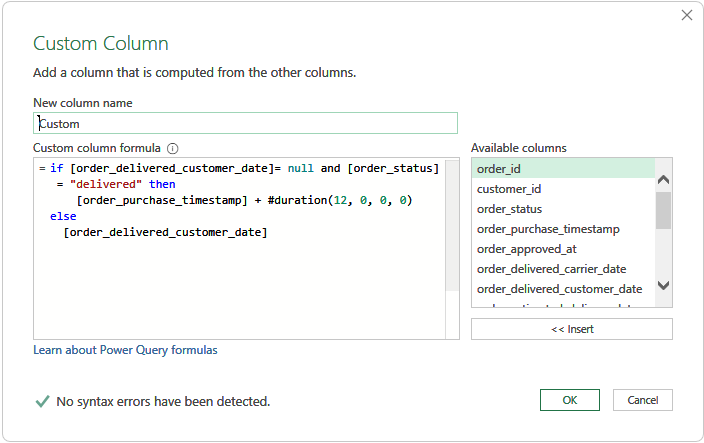 Custom Column
Add a column that is computed from the other columns.
New column name
Custom
Custom column formula
Available columns
= if [order_delivered_customer_date]= null and [order_status]
= "delivered" then
[order_purchase_timestamp] + #duration(12, 0, 0, 0)
else
[order_delivered_customer_date]
order_id
customer_id
order_status
order_purchase_timestamp
order_approved_at
order_delivered_carrier_date
order_delivered_customer_date
<< Insert
Learn about Power Query formulas
No syntax errors have been detected.
OK
Cancel